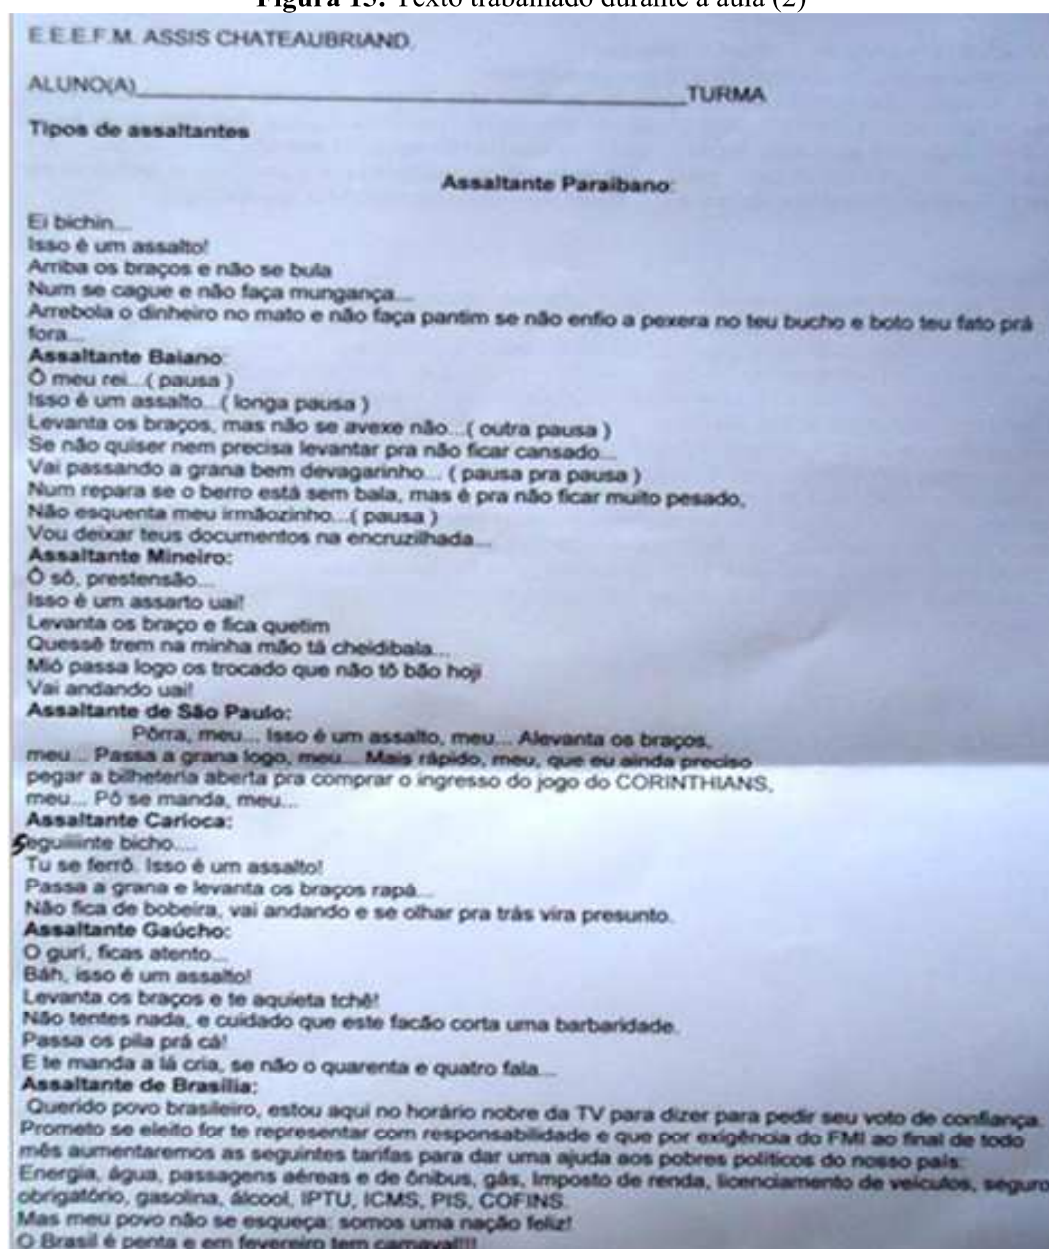 Figura 13: Texto trabalhado durante a aula (2)
E.E.E.F.M. ASSIS CHATEAUBRIAND.
ALUNO(A)________________________________TURMA
Tipos de assaltantes
Assaltante Paraibano:
Ei bichin...
Isso é um assalto!
Arriba os braços e não se bula
Num se cague e não faça mungança...
Arrebola o dinheiro no mato e não faça pantim se não enfio a pexera no teu bucho e boto teu fato prá
fora...
Assaltante Baiano:
Ô meu rei...( pausa )
Isso é um assalto...( longa pausa )
Levanta os braços, mas não se avexe não...( outra pausa )
Se não quiser nem precisa levantar pra não ficar cansado...
Vai passando a grana bem devagarinho... ( pausa pra pausa )
Num repara se o berro está sem bala, mas é pra não ficar muito pesado,
Não esquenta meu irmãozinho...( pausa )
Vou deixar teus documentos na encruzilhada...
Assaltante Mineiro:
Ô sô, prestensão...
Isso é um assarto uai!
Levanta os braço e fica quetim
Quessê trem na minha mão tá cheidibala...
Mió passa logo os trocado que não tô bão hoji
Vai andando uai!
Assaltante de São Paulo:
Pôrra, meu... Isso é um assalto, meu... Alevanta os braços,
meu... Passa a grana logo, meu... Mais rápido, meu, que eu ainda preciso
pegar a bilheteria aberta pra comprar o ingresso do jogo do CORINTHIANS,
meu... Pô se manda, meu...
Assaltante Carioca:
Seguiiiinte bicho....
Tu se ferrô. Isso é um assalto!
Passa a grana e levanta os braços rapá...
Não fica de bobeira, vai andando e se olhar pra trás vira presunto.
Assaltante Gaúcho:
O guri, ficas atento...
Báh, isso é um assalto!
Levanta os braços e te aquieta tchê!
Não tentes nada, e cuidado que este facão corta uma barbaridade.
Passa os pila prá cá!
E te manda a lá cria, se não o quarenta e quatro fala...
Assaltante de Brasília:
Querido povo brasileiro, estou aqui no horário nobre da TV para dizer para pedir seu voto de confiança.
Prometo se eleito for te representar com responsabilidade e que por exigência do FMI ao final de todo
mês aumentaremos as seguintes tarifas para dar uma ajuda aos pobres políticos do nosso país:
Energia, água, passagens aéreas e de ônibus, gás, Imposto de renda, licenciamento de veículos, seguro
obrigatório, gasolina, álcool, IPTU, ICMS, PIS, COFINS.
Mas meu povo não se esqueça: somos uma nação feliz!
O Brasil é penta e em fevereiro tem carnaval!!!!